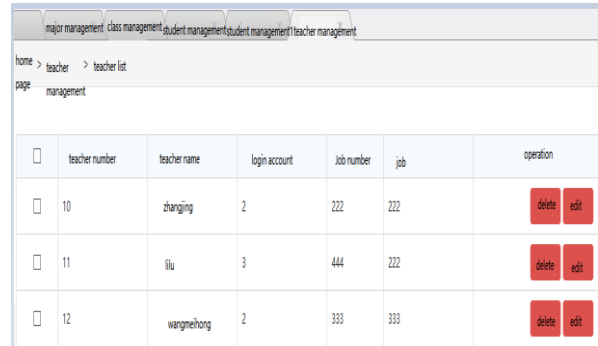 major management class management student management student management1 teacher management
home page > teacher management > teacher list
teacher number teacher name login account Job number job operation
10 zhangjing 2 222 222 delete edit
11 lilu 3 444 222 delete edit
12 wangmeihong 2 333 333 delete edit